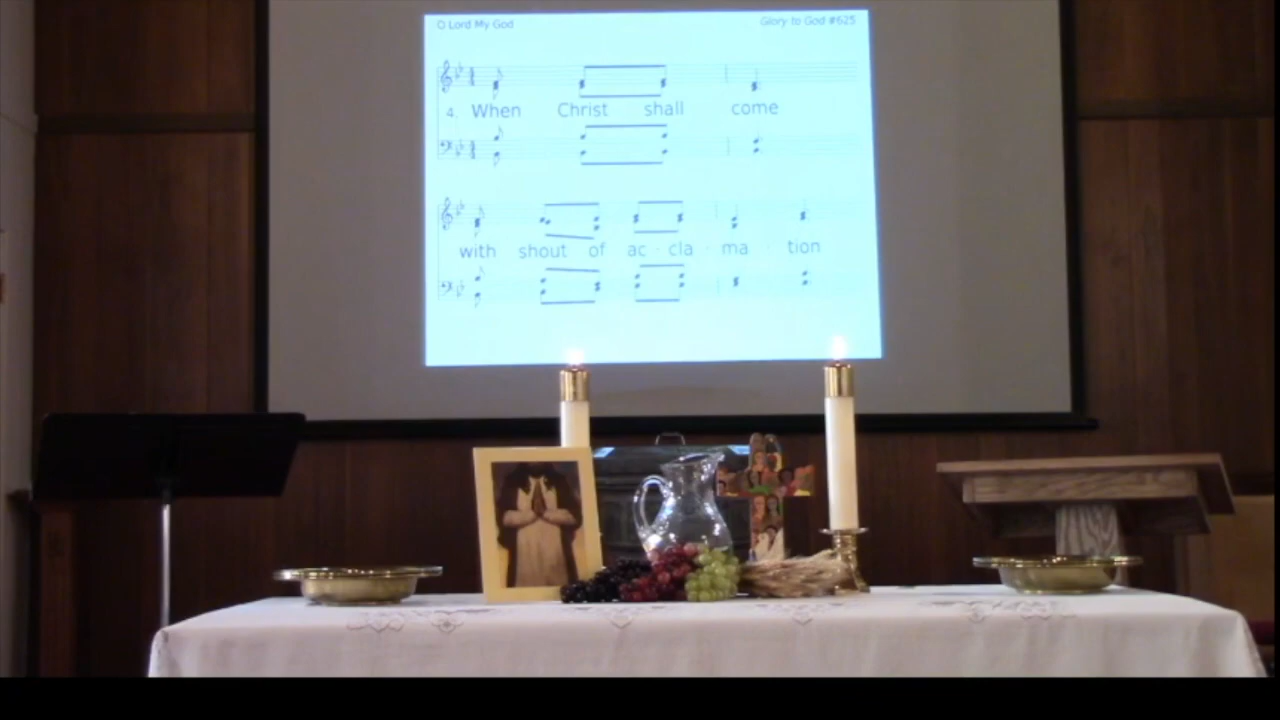 O Lord My God
Glory to God #625
4. When Christ shall come
with shout of ac - cla - ma - tion